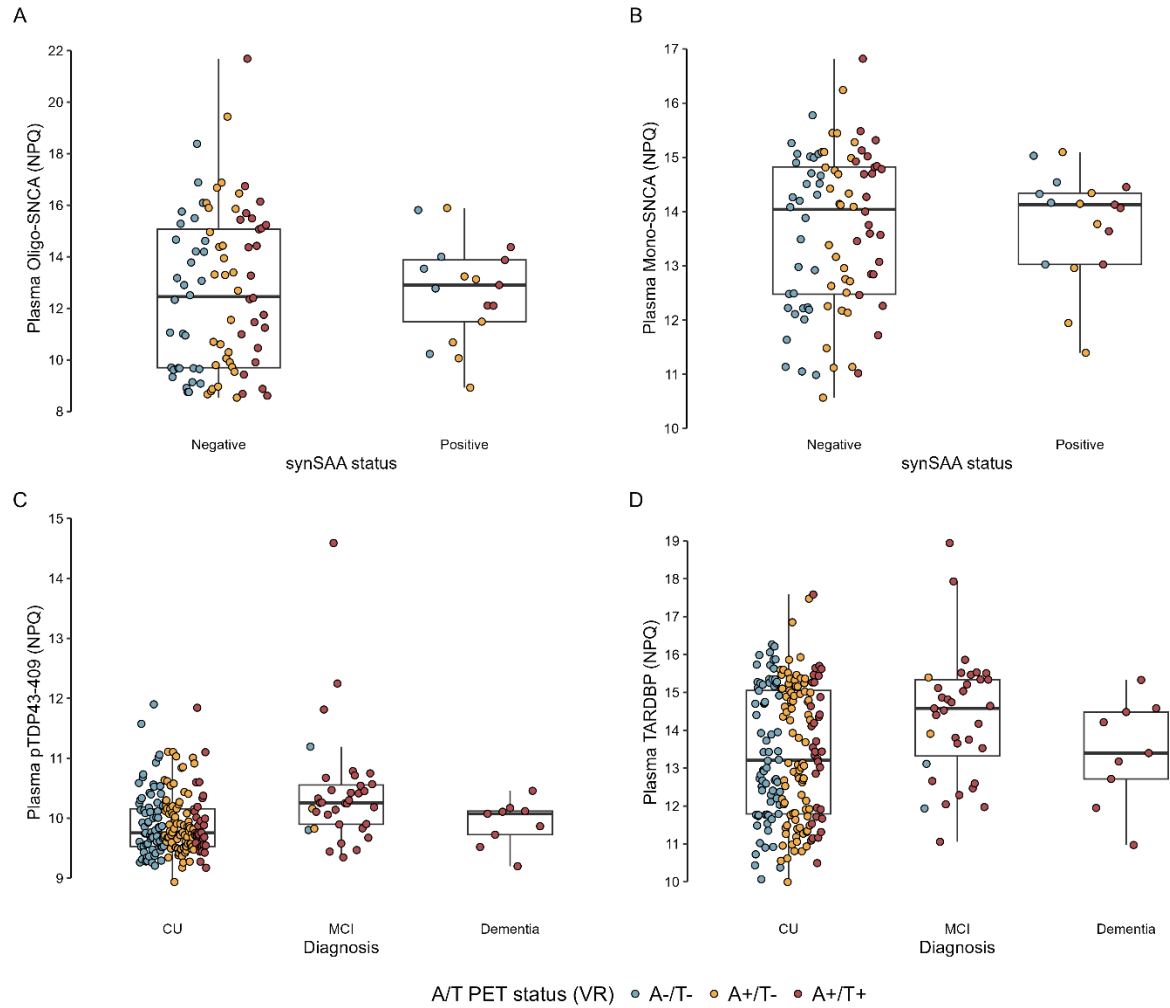 A
Plasma Oligo-SNCA (NPQ)
22
20
18
16
14
12
10
8
Negative
Positive
synSAA status
B
Plasma Mono-SNCA (NPQ)
17
16
15
14
13
12
11
10
Negative
Positive
synSAA status
C
Plasma pTDP43-409 (NPQ)
15
14
13
12
11
10
9
CU
MCI
Dementia
Diagnosis
D
Plasma TARDBP (NPQ)
19
18
17
16
15
14
13
12
11
10
CU
MCI
Dementia
Diagnosis
A/T PET status (VR) A-/T- A+/T- A+/T+